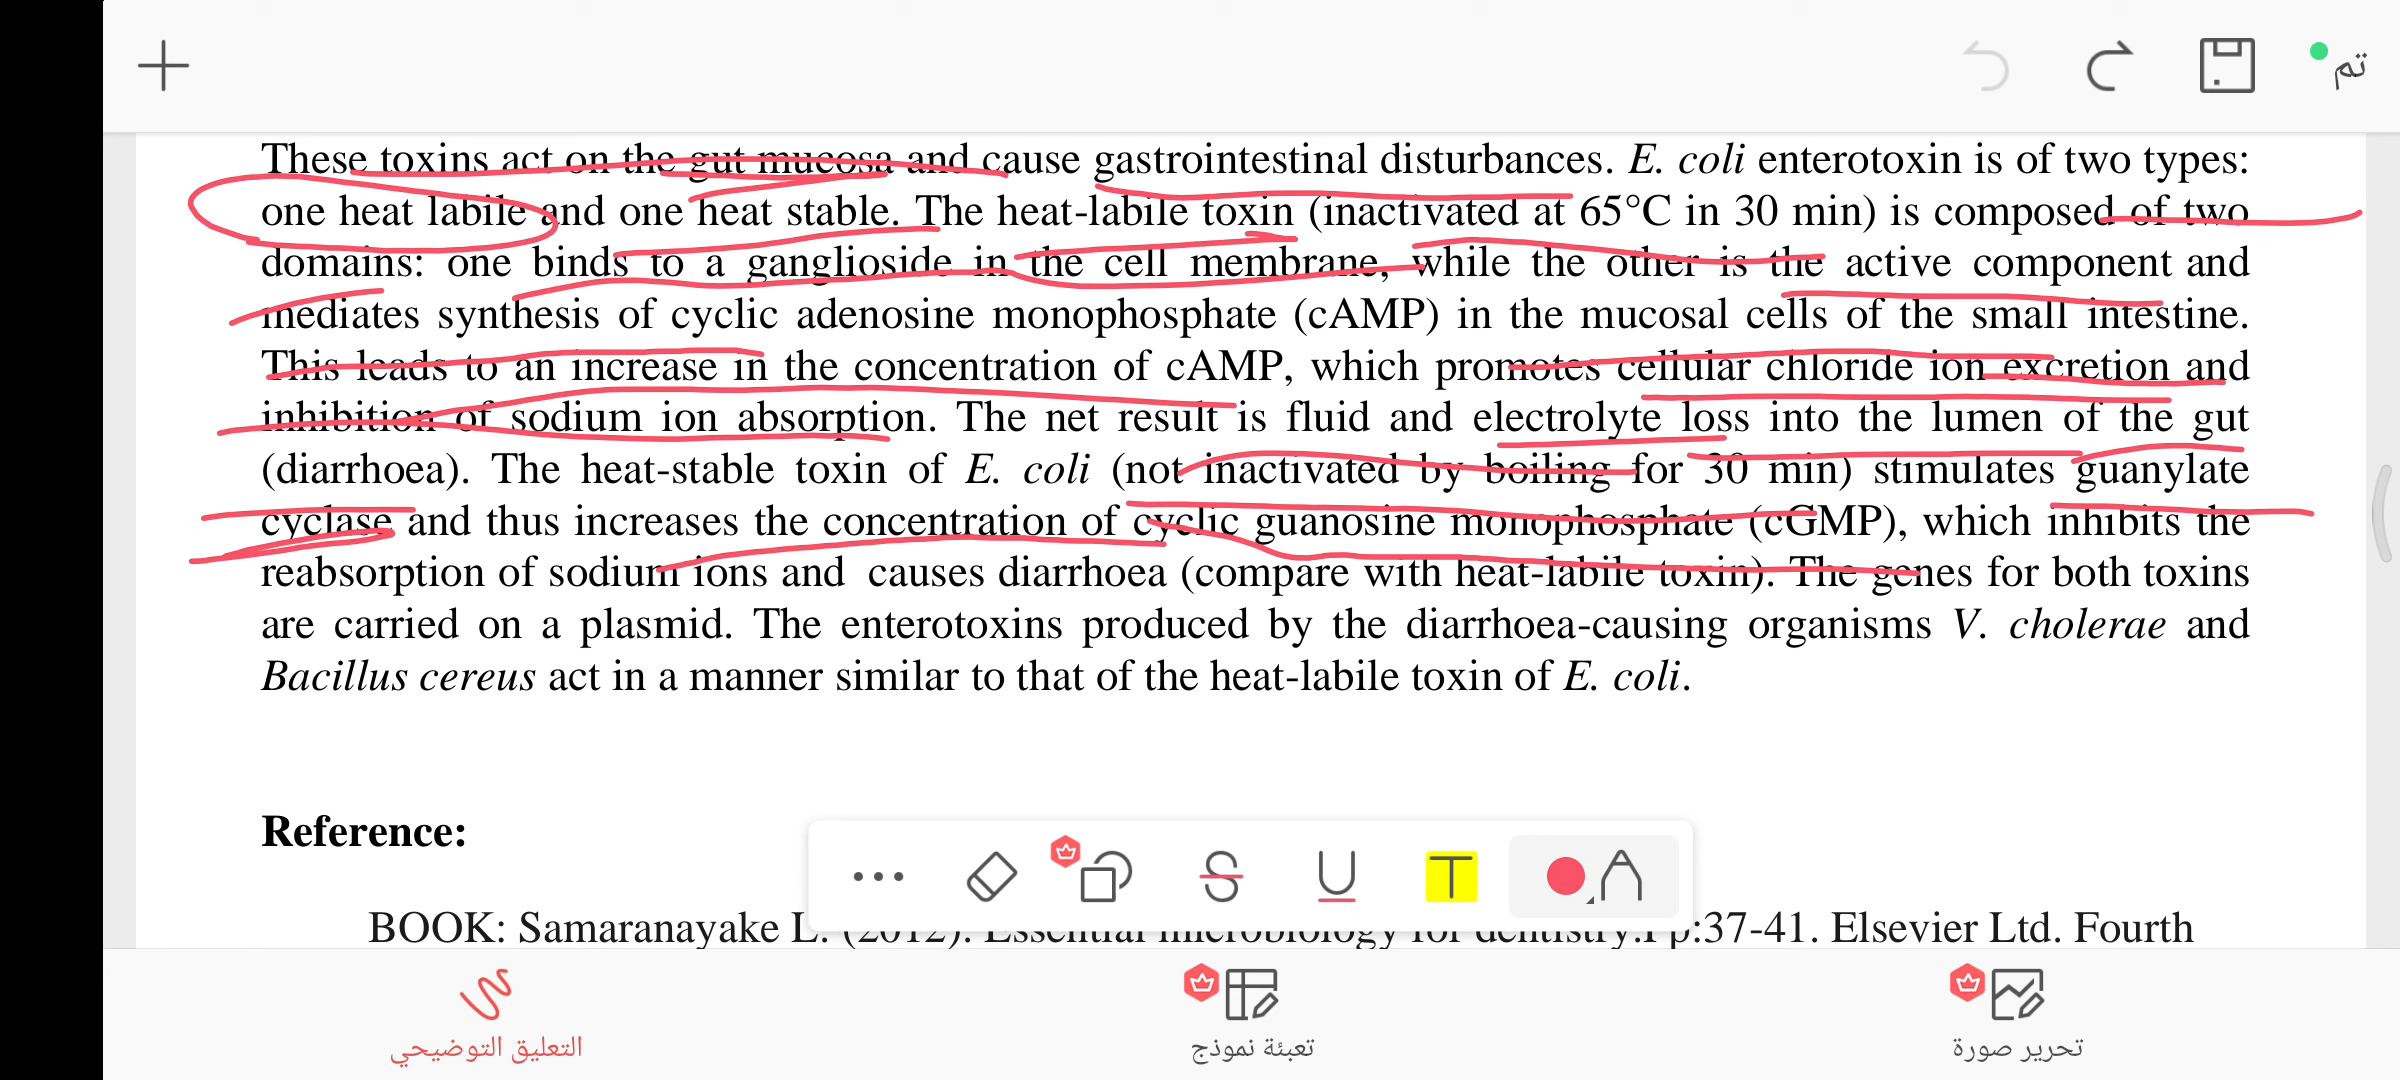 تم
These toxins act on the gut mucosa and cause gastrointestinal disturbances. E. coli enterotoxin is of two types:
one heat labile and one heat stable. The heat-labile toxin (inactivated at 65°C in 30 min) is composed of two
domains: one binds to a ganglioside in the cell membrane, while the other is the active component and
mediates synthesis of cyclic adenosine monophosphate (cAMP) in the mucosal cells of the small intestine.
This leads to an increase in the concentration of cAMP, which promotes cellular chloride ion excretion and
inhibition of sodium ion absorption. The net result is fluid and electrolyte loss into the lumen of the gut
(diarrhoea). The heat-stable toxin of E. coli (not inactivated by boiling for 30 min) stimulates guanylate
cyclase and thus increases the concentration of cyclic guanosine monophosphate (cGMP), which inhibits the
reabsorption of sodium ions and causes diarrhoea (compare with heat-labile toxin). The genes for both toxins
are carried on a plasmid. The enterotoxins produced by the diarrhoea-causing organisms V. cholerae and
Bacillus cereus act in a manner similar to that of the heat-labile toxin of E. coli.
Reference:
BOOK: Samaranayake L. (2012). Essential microbiology for dentistry.Pp:37-41. Elsevier Ltd. Fourth
التعليق التوضيحي
تعبئة نموذج
تحرير صورة